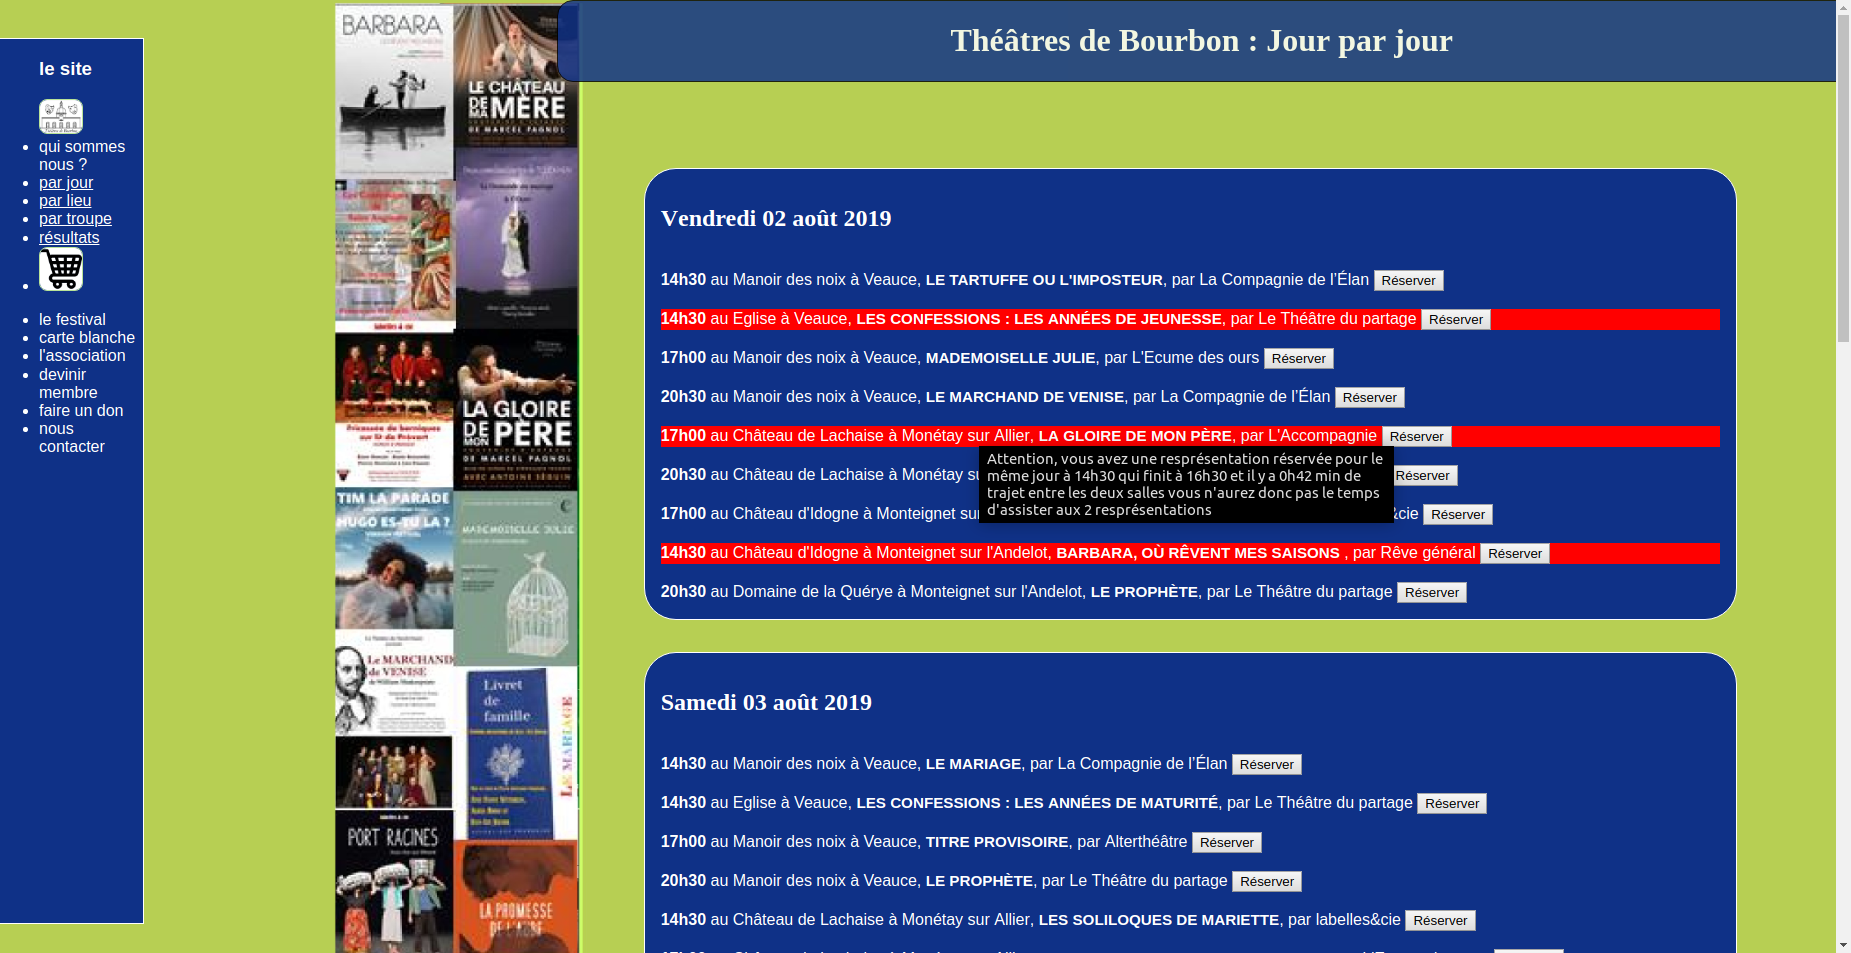 Théâtres de Bourbon : Jour par jour
le site
qui sommes
nous ?
par jour
par lieu
par troupe
résultats
le festival
carte blanche
l'association
devinir
membre
faire un don
nous
contacter
BARBARA
LE CHÂTEAU
DE MA MÈRE
DE MARCEL PAGNOL
LA GLOIRE
DE MON PÈRE
DE MARCEL PAGNOL
AVEC ANTOINE SÉGUIN
TIM LA PARADE
HUGO ES-TU LA ?
MADEMOISELLE JULIE
Le MARCHAND
de VENISE
Livret
de
famille
LE MARIAGE
PORT RACINES
LA PROMESSE
DE L'AUBE
Vendredi 02 août 2019
14h30 au Manoir des noix à Veauce, LE TARTUFFE OU L'IMPOSTEUR, par La Compagnie de l'Élan Réserver
14h30 au Eglise à Veauce, LES CONFESSIONS : LES ANNÉES DE JEUNESSE, par Le Théâtre du partage Réserver
17h00 au Manoir des noix à Veauce, MADEMOISELLE JULIE, par L'Ecume des ours Réserver
20h30 au Manoir des noix à Veauce, LE MARCHAND DE VENISE, par La Compagnie de l'Élan Réserver
17h00 au Château de Lachaise à Monétay sur Allier, LA GLOIRE DE MON PÈRE, par L'Accompagnie Réserver
20h30 au Château de Lachaise à Monétay su Réserver
17h00 au Château d'Idogne à Monteignet sur &cie Réserver
Attention, vous avez une resprésentation réservée pour le
même jour à 14h30 qui finit à 16h30 et il y a 0h42 min de
trajet entre les deux salles vous n'aurez donc pas le temps
d'assister aux 2 resprésentations
14h30 au Château d'Idogne à Monteignet sur l'Andelot, BARBARA, OÙ RÊVENT MES SAISONS , par Rêve général Réserver
20h30 au Domaine de la Quérye à Monteignet sur l'Andelot, LE PROPHÈTE, par Le Théâtre du partage Réserver
Samedi 03 août 2019
14h30 au Manoir des noix à Veauce, LE MARIAGE, par La Compagnie de l'Élan Réserver
14h30 au Eglise à Veauce, LES CONFESSIONS : LES ANNÉES DE MATURITÉ, par Le Théâtre du partage Réserver
17h00 au Manoir des noix à Veauce, TITRE PROVISOIRE, par Alterthéâtre Réserver
20h30 au Manoir des noix à Veauce, LE PROPHÈTE, par Le Théâtre du partage Réserver
14h30 au Château de Lachaise à Monétay sur Allier, LES SOLILOQUES DE MARIETTE, par labelles&cie Réserver